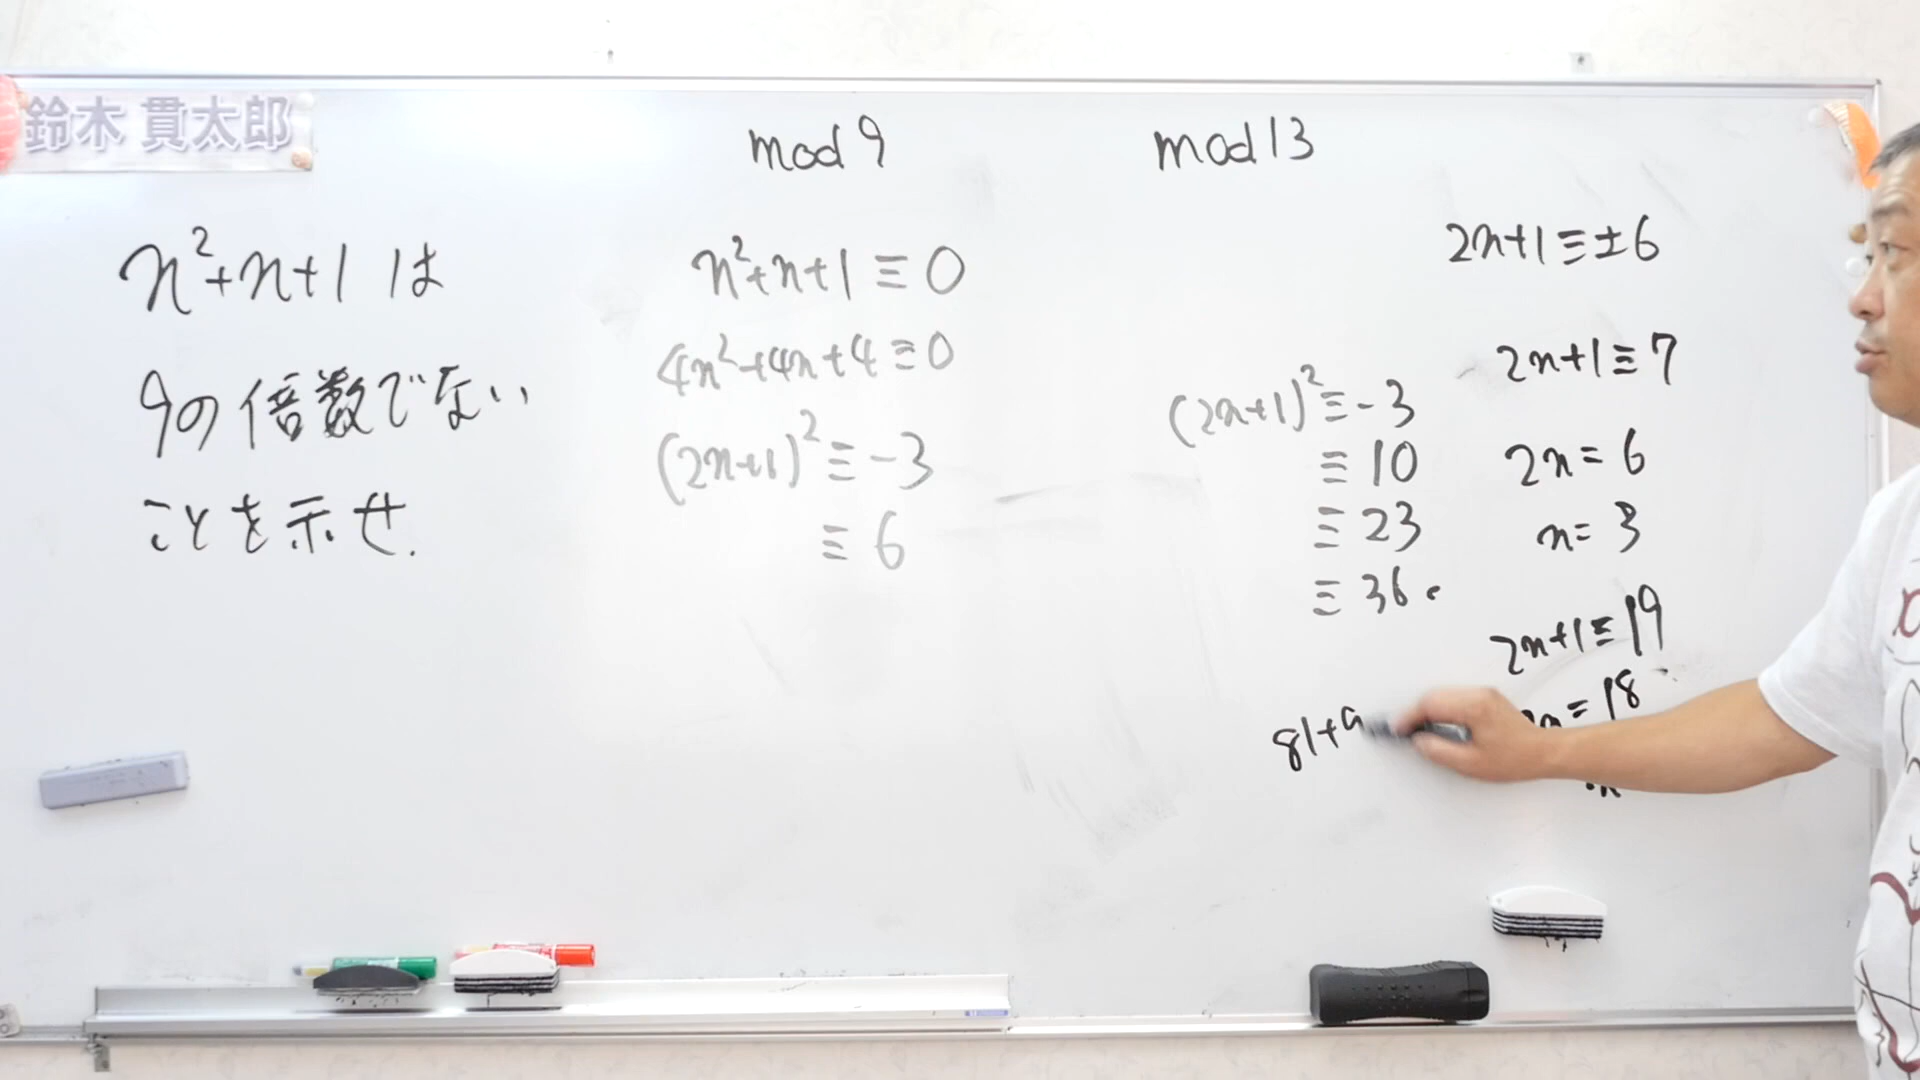 鈴木 貫太郎
n²+n+1 は
9の倍数でない
ことを示せ.
mod 9
n²+n+1 ≡ 0
4n²+4n+4 ≡ 0
(2n+1)² ≡ -3
≡ 6
mod 13
(2n+1)² ≡ -3
≡ 10
≡ 23
≡ 36
2n+1 ≡ ±6
2n+1 ≡ 7
2n = 6
n = 3
2n+1 ≡ 19
= 18
81+9